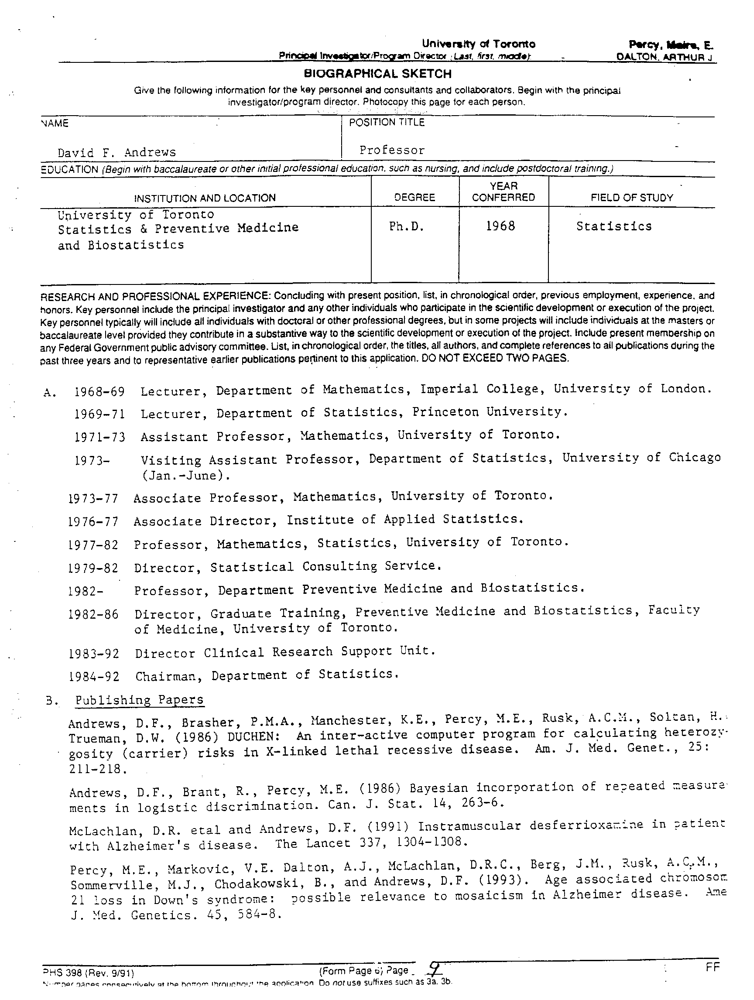 University of Toronto Percy, Maire, E.
Principal Investigator/Program Director (Last, first, middle) DALTON, ARTHUR J
BIOGRAPHICAL SKETCH
Give the following information for the key personnel and consultants and collaborators. Begin with the principal
investigator/program director. Photocopy this page for each person.
NAME POSITION TITLE
David F. Andrews Professor
EDUCATION (Begin with baccalaureate or other initial professional education, such as nursing, and include postdoctoral training.)
INSTITUTION AND LOCATION DEGREE YEAR CONFERRED FIELD OF STUDY
University of Toronto
Statistics & Preventive Medicine Ph.D. 1968 Statistics
and Biostatistics
RESEARCH AND PROFESSIONAL EXPERIENCE: Concluding with present position, list, in chronological order, previous employment, experience, and
honors. Key personnel include the principal investigator and any other individuals who participate in the scientific development or execution of the project.
Key personnel typically will include all individuals with doctoral or other professional degrees, but in some projects will include individuals at the masters or
baccalaureate level provided they contribute in a substantive way to the scientific development or execution of the project. Include present membership on
any Federal Government public advisory committee. List, in chronological order, the titles, all authors, and complete references to all publications during the
past three years and to representative earlier publications pertinent to this application. DO NOT EXCEED TWO PAGES.
A. 1968-69 Lecturer, Department of Mathematics, Imperial College, University of London.
1969-71 Lecturer, Department of Statistics, Princeton University.
1971-73 Assistant Professor, Mathematics, University of Toronto.
1973- Visiting Assistant Professor, Department of Statistics, University of Chicago
(Jan.-June).
1973-77 Associate Professor, Mathematics, University of Toronto.
1976-77 Associate Director, Institute of Applied Statistics.
1977-82 Professor, Mathematics, Statistics, University of Toronto.
1979-82 Director, Statistical Consulting Service.
1982- Professor, Department Preventive Medicine and Biostatistics.
1982-86 Director, Graduate Training, Preventive Medicine and Biostatistics, Faculty
of Medicine, University of Toronto.
1983-92 Director Clinical Research Support Unit.
1984-92 Chairman, Department of Statistics.
B. Publishing Papers
Andrews, D.F., Brasher, P.M.A., Manchester, K.E., Percy, M.E., Rusk, A.C.M., Soltan, H.
Trueman, D.W. (1986) DUCHEN: An inter-active computer program for calculating heterozy-
gosity (carrier) risks in X-linked lethal recessive disease. Am. J. Med. Genet., 25:
211-218.
Andrews, D.F., Brant, R., Percy, M.E. (1986) Bayesian incorporation of repeated measure
ments in logistic discrimination. Can. J. Stat. 14, 263-6.
McLachlan, D.R. etal and Andrews, D.F. (1991) Instramuscular desferrioxamine in patient
with Alzheimer's disease. The Lancet 337, 1304-1308.
Percy, M.E., Markovic, V.E. Dalton, A.J., McLachlan, D.R.C., Berg, J.M., Rusk, A.C.M.,
Sommerville, M.J., Chodakowski, B., and Andrews, D.F. (1993). Age associated chromosom
21 loss in Down's syndrome: possible relevance to mosaicism in Alzheimer disease. Ame
J. Med. Genetics. 45, 584-8.
PHS 398 (Rev. 9/91) (Form Page 6) Page 9 FF
Number pages consecutively at the bottom throughout the application. Do not use suffixes such as 3a, 3b.